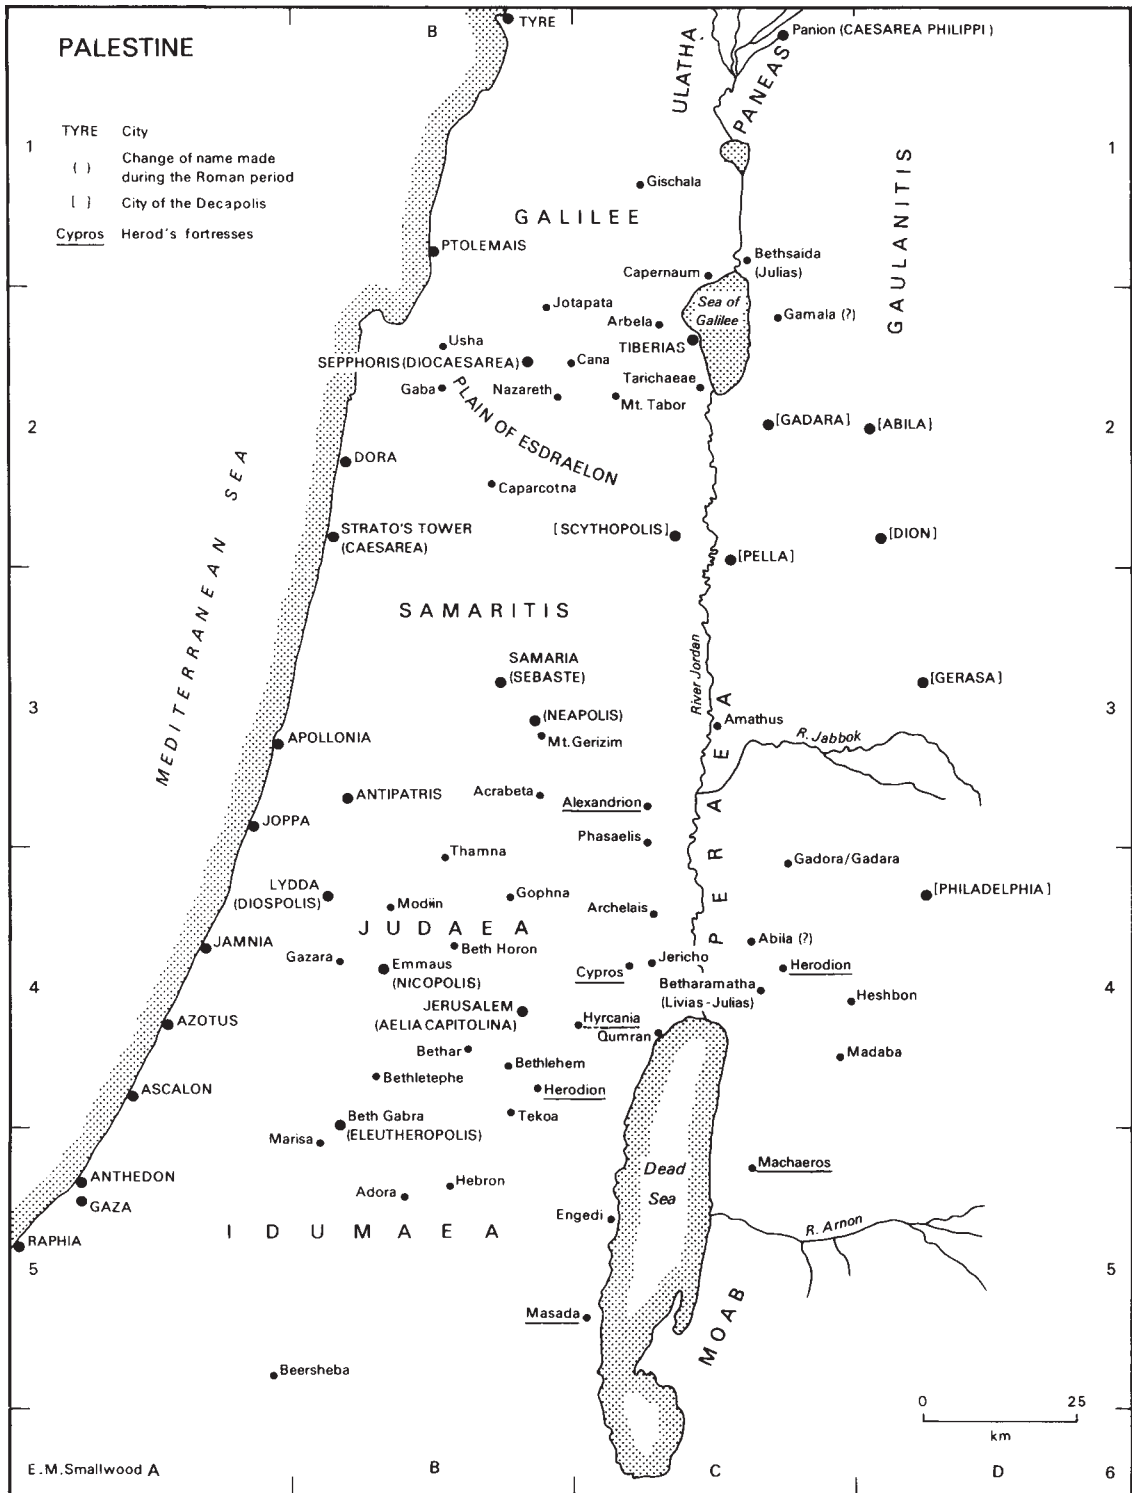 PALESTINE
TYRE City
( ) Change of name made
during the Roman period
[ ] City of the Decapolis
Cypros Herod's fortresses
B
TYRE
ULATHA
PANEAS
Panion (CAESAREA PHILIPPI)
1
1
Gischala
GALILEE
GAULANITIS
PTOLEMAIS
Bethsaida
(Julias)
Capernaum
Jotapata
Arbela
Sea of
Galilee
Gamala (?)
Usha
TIBERIAS
SEPPHORIS (DIOCAESAREA)
Cana
Tarichaeae
Gaba
Nazareth
Mt. Tabor
PLAIN OF ESDRAELON
2
[GADARA]
[ABILA]
2
DORA
Caparcotna
MEDITERRANEAN SEA
STRATO'S TOWER
(CAESAREA)
[SCYTHOPOLIS]
[DION]
[PELLA]
SAMARITIS
River Jordan
SAMARIA
(SEBASTE)
[GERASA]
3
(NEAPOLIS)
Amathus
3
Mt. Gerizim
R. Jabbok
APOLLONIA
PERAEA
ANTIPATRIS
Acrabeta
Alexandrion
JOPPA
Phasaelis
Thamna
Gadora/Gadara
LYDDA
(DIOSPOLIS)
Modiin
Gophna
Archelais
[PHILADELPHIA]
JUDAEA
JAMNIA
Beth Horon
Abila (?)
Gazara
Emmaus
(NICOPOLIS)
Cypros
Jericho
Herodion
4
Betharamatha
(Livias-Julias)
Heshbon
4
JERUSALEM
(AELIA CAPITOLINA)
AZOTUS
Hyrcania
Qumran
Bethar
Bethlehem
Madaba
Bethletephe
Herodion
ASCALON
Beth Gabra
(ELEUTHEROPOLIS)
Tekoa
Marisa
ANTHEDON
GAZA
Adora
Hebron
Dead
Sea
Machaeros
Engedi
R. Arnon
IDUMAEA
RAPHIA
5
5
MOAB
Masada
Beersheba
0 25
km
E.M.Smallwood A
B
C
D
6